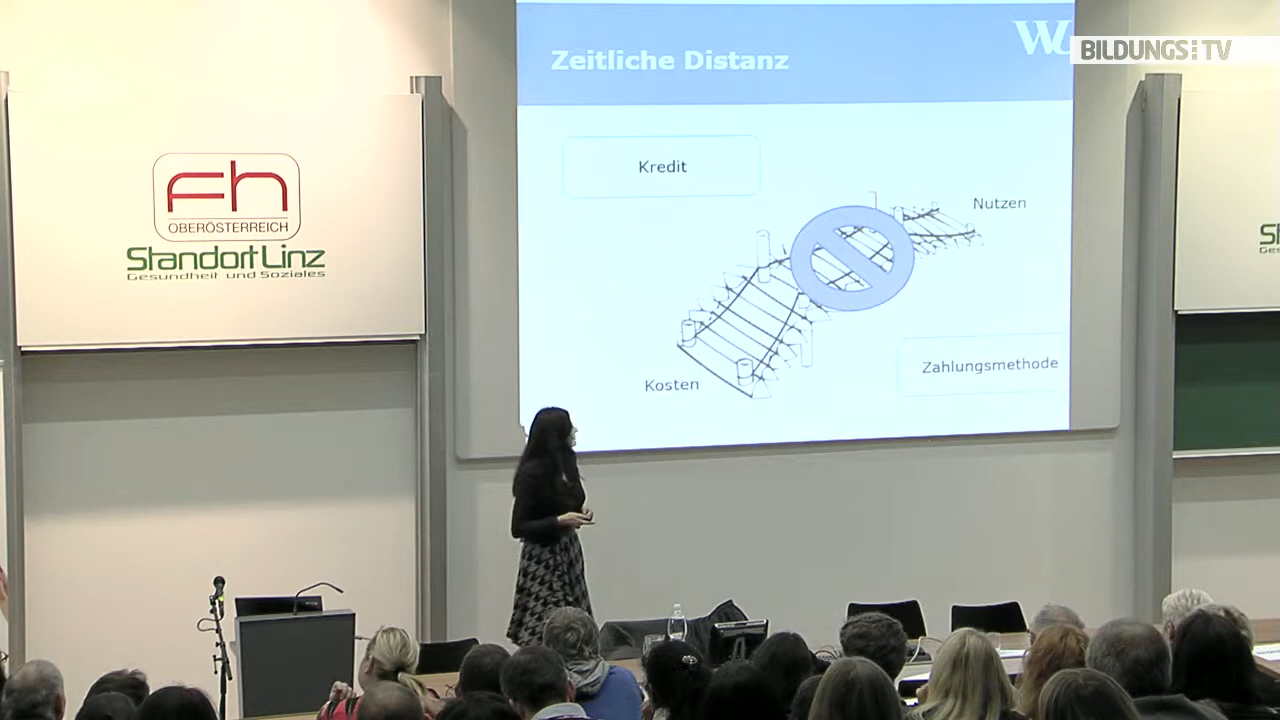 Zeitliche Distanz
WU
BILDUNGS TV
Kredit
Nutzen
Kosten
Zahlungsmethode
fh
OBERÖSTERREICH
Standort Linz
Gesundheit und Soziales